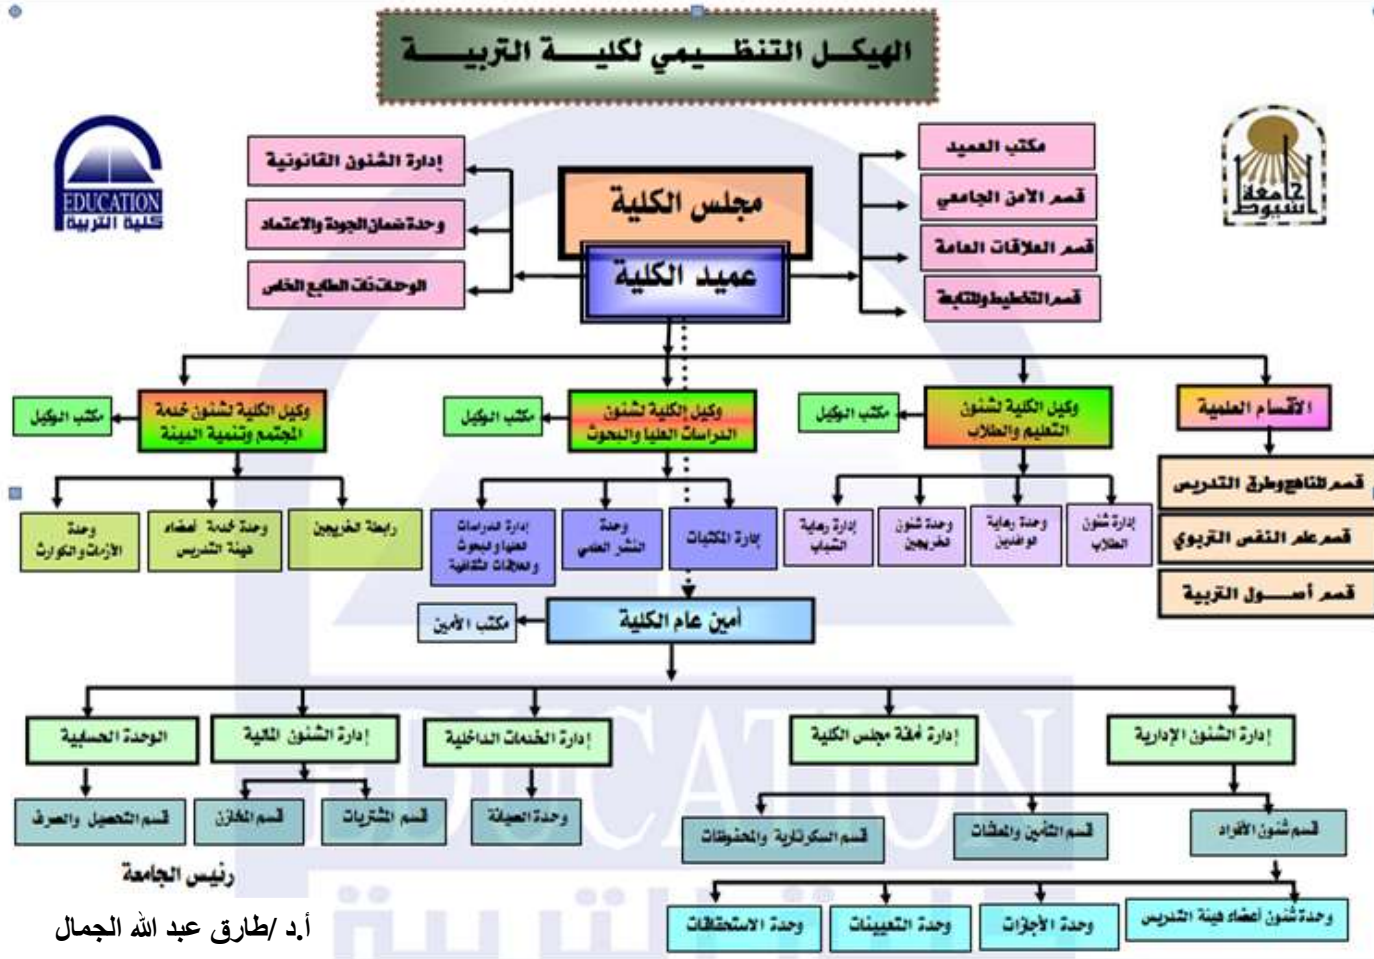 الهيكل التنظيمي لكلية التربية
EDUCATION
كلية التربية
جامعة
أسيوط
مكتب العميد
قسم الأمن الجامعي
قسم العلاقات العامة
قسم التخطيط والمتابعة
مجلس الكلية
عميد الكلية
إدارة الشئون القانونية
وحدة ضمان الجودة والاعتماد
الوحدات ذات الطابع الخاص
الأقسام العلمية
وكيل الكلية لشئون
التعليم والطلاب
مكتب الوكيل
وكيل الكلية لشئون
الدراسات العليا والبحوث
مكتب الوكيل
وكيل الكلية لشئون خدمة
المجتمع وتنمية البيئة
مكتب الوكيل
قسم المناهج وطرق التدريس
قسم علم النفس التربوي
قسم أصول التربية
إدارة شئون
الطلاب
وحدة رعاية
الوافدين
وحدة شئون
الخريجين
إدارة رعاية
الشباب
إدارة المكتبات
وحدة
النشر العلمي
إدارة الدراسات
العليا والبحوث
والعلاقات الثقافية
رابطة الخريجين
وحدة خدمة أعضاء
هيئة التدريس
وحدة
الأزمات والكوارث
أمين عام الكلية
مكتب الأمين
إدارة الشئون الإدارية
إدارة أمانة مجلس الكلية
إدارة الخدمات الداخلية
إدارة الشئون المالية
الوحدة الحسابية
قسم شئون الأفراد
قسم التأمين والمعاشات
قسم السكرتارية والمحفوظات
وحدة الصيانة
قسم المشتريات
قسم المخازن
قسم التحصيل والصرف
وحدة شئون أعضاء هيئة التدريس
وحدة الأجازات
وحدة التعيينات
وحدة الاستحقاقات
رئيس الجامعة
أ.د /طارق عبد الله الجمال
EDUCATION
كلية التربية